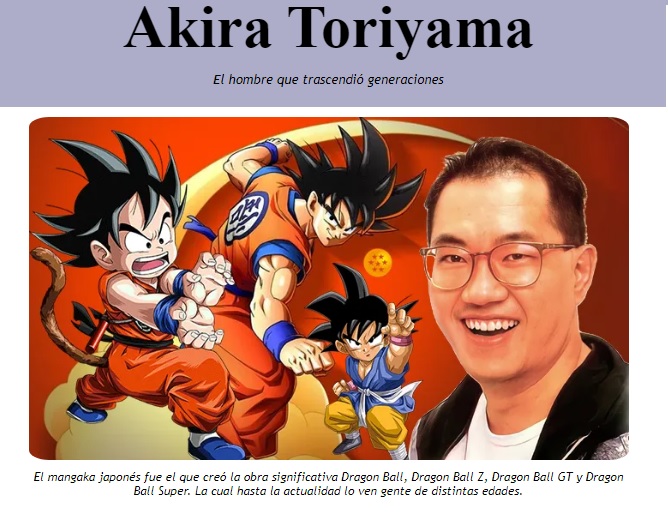 Akira Toriyama
El hombre que trascendió generaciones
El mangaka japonés fue el que creó la obra significativa Dragon Ball, Dragon Ball Z, Dragon Ball GT y Dragon
Ball Super. La cual hasta la actualidad lo ven gente de distintas edades.